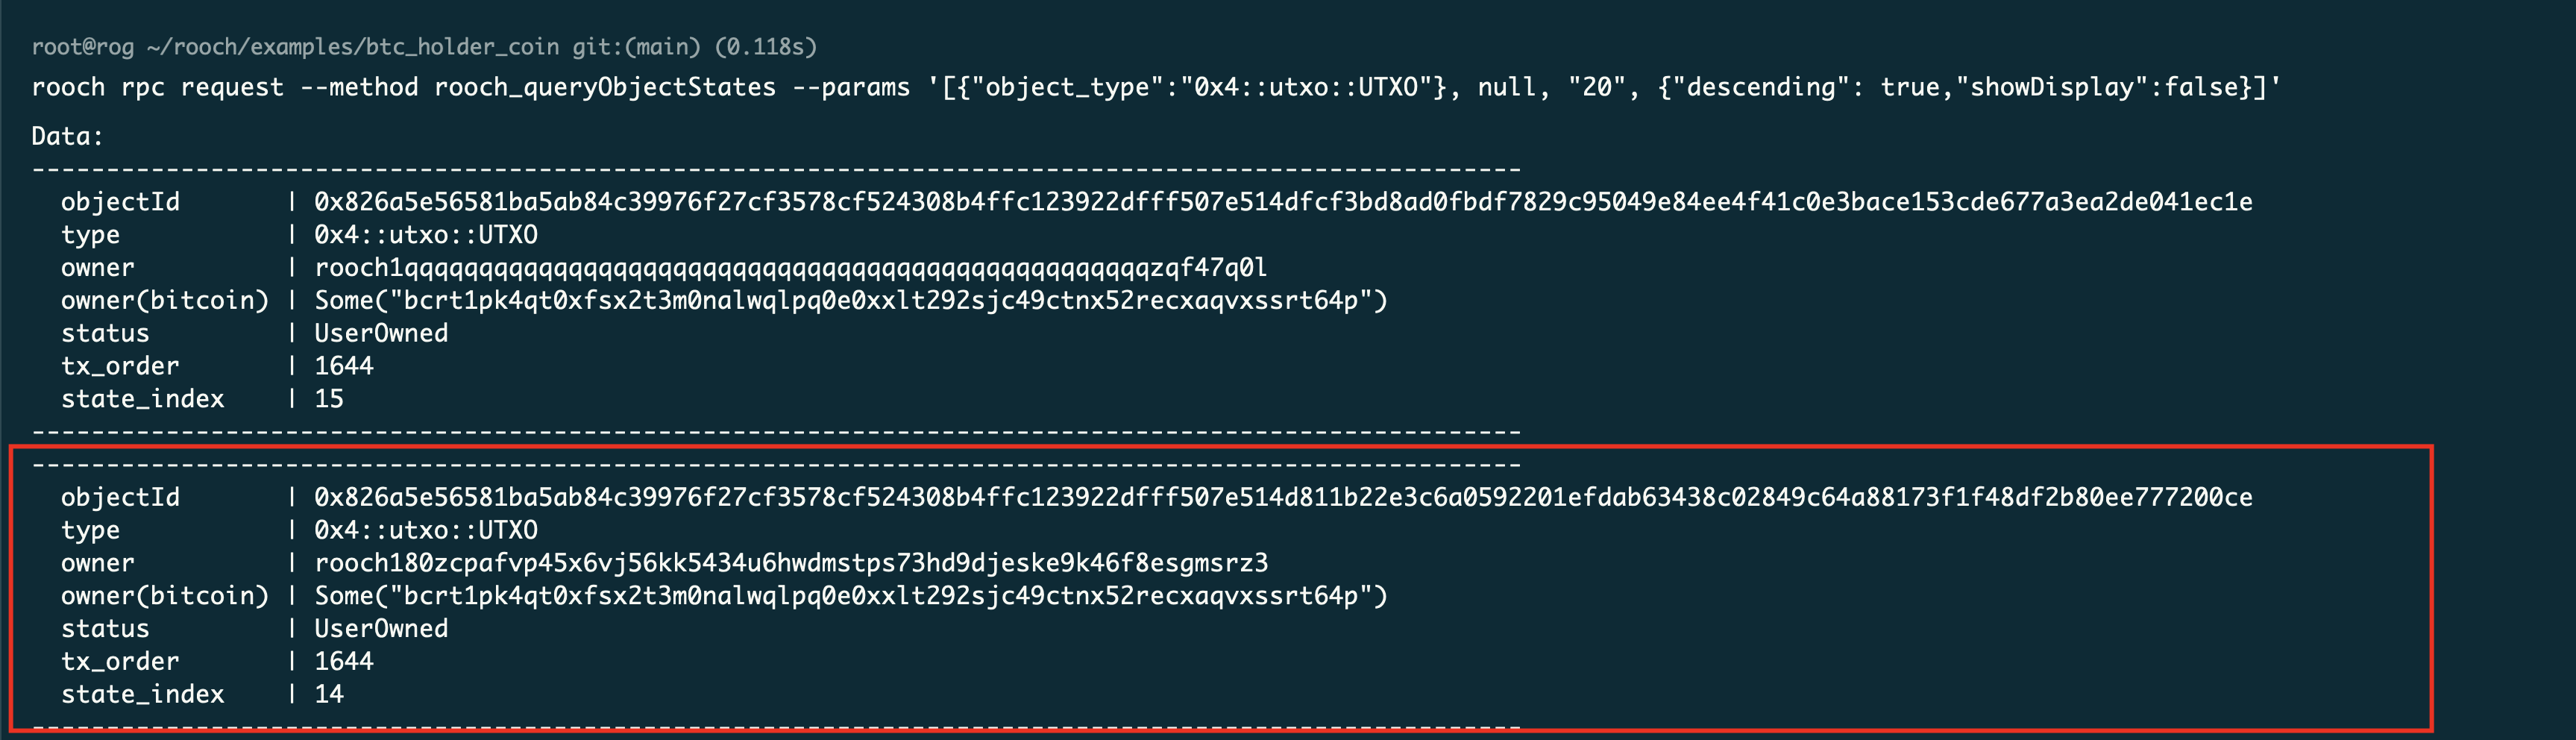 root@rog ~/rooch/examples/btc_holder_coin git:(main) (0.118s)
rooch rpc request --method rooch_queryObjectStates --params '[{"object_type":"0x4::utxo::UTXO"}, null, "20", {"descending": true,"showDisplay":false}]'
Data:
----------------------------------------------------------------------------------------------------
objectId | 0x826a5e56581ba5ab84c39976f27cf3578cf524308b4ffc123922dfff507e514dfcf3bd8ad0fbdf7829c95049e84ee4f41c0e3bace153cde677a3ea2de041ec1e
type | 0x4::utxo::UTXO
owner | rooch1qqqqqqqqqqqqqqqqqqqqqqqqqqqqqqqqqqqqqqqqqqqqqqqqqqzqf47q0l
owner(bitcoin) | Some("bcrt1pk4qt0xfsx2t3m0nalwqlpq0e0xxlt292sjc49ctnx52recxaqvxssrt64p")
status | UserOwned
tx_order | 1644
state_index | 15
----------------------------------------------------------------------------------------------------
----------------------------------------------------------------------------------------------------
objectId | 0x826a5e56581ba5ab84c39976f27cf3578cf524308b4ffc123922dfff507e514d811b22e3c6a0592201efdab63438c02849c64a88173f1f48df2b80ee777200ce
type | 0x4::utxo::UTXO
owner | rooch180zcpafvp45x6vj56kk5434u6hwdmstps73hd9djeske9k46f8esgmsrz3
owner(bitcoin) | Some("bcrt1pk4qt0xfsx2t3m0nalwqlpq0e0xxlt292sjc49ctnx52recxaqvxssrt64p")
status | UserOwned
tx_order | 1644
state_index | 14
----------------------------------------------------------------------------------------------------